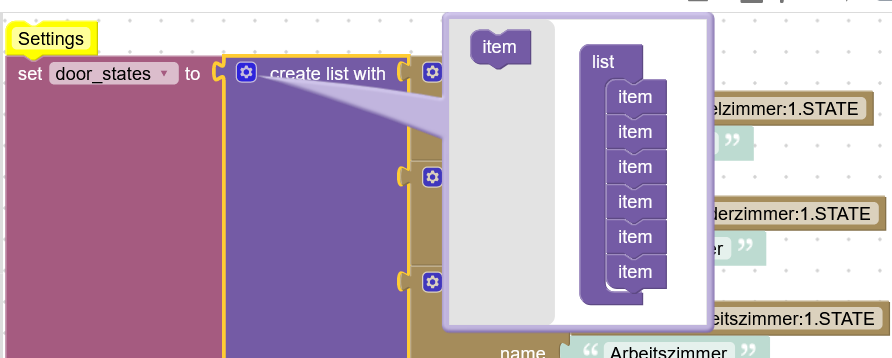 Settings
set door_states to create list with
item
list
item
item
item
item
item
item
elzimmer:1.STATE
”
derzimmer:1.STATE
er ”
eitszimmer:1.STATE
name “ Arbeitszimmer ”